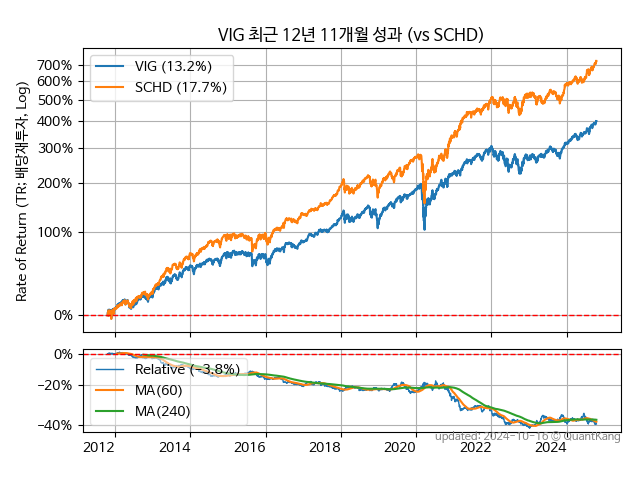 VIG 최근 12년 11개월 성과 (vs SCHD)
VIG (13.2%)
SCHD (17.7%)
Rate of Return (TR; 배당재투자, Log)
700%
600%
500%
400%
300%
200%
100%
0%
0%
−20%
−40%
Relative (−3.8%)
MA(60)
MA(240)
2012 2014 2016 2018 2020 2022 2024
updated: 2024-10-16 © QuantKang